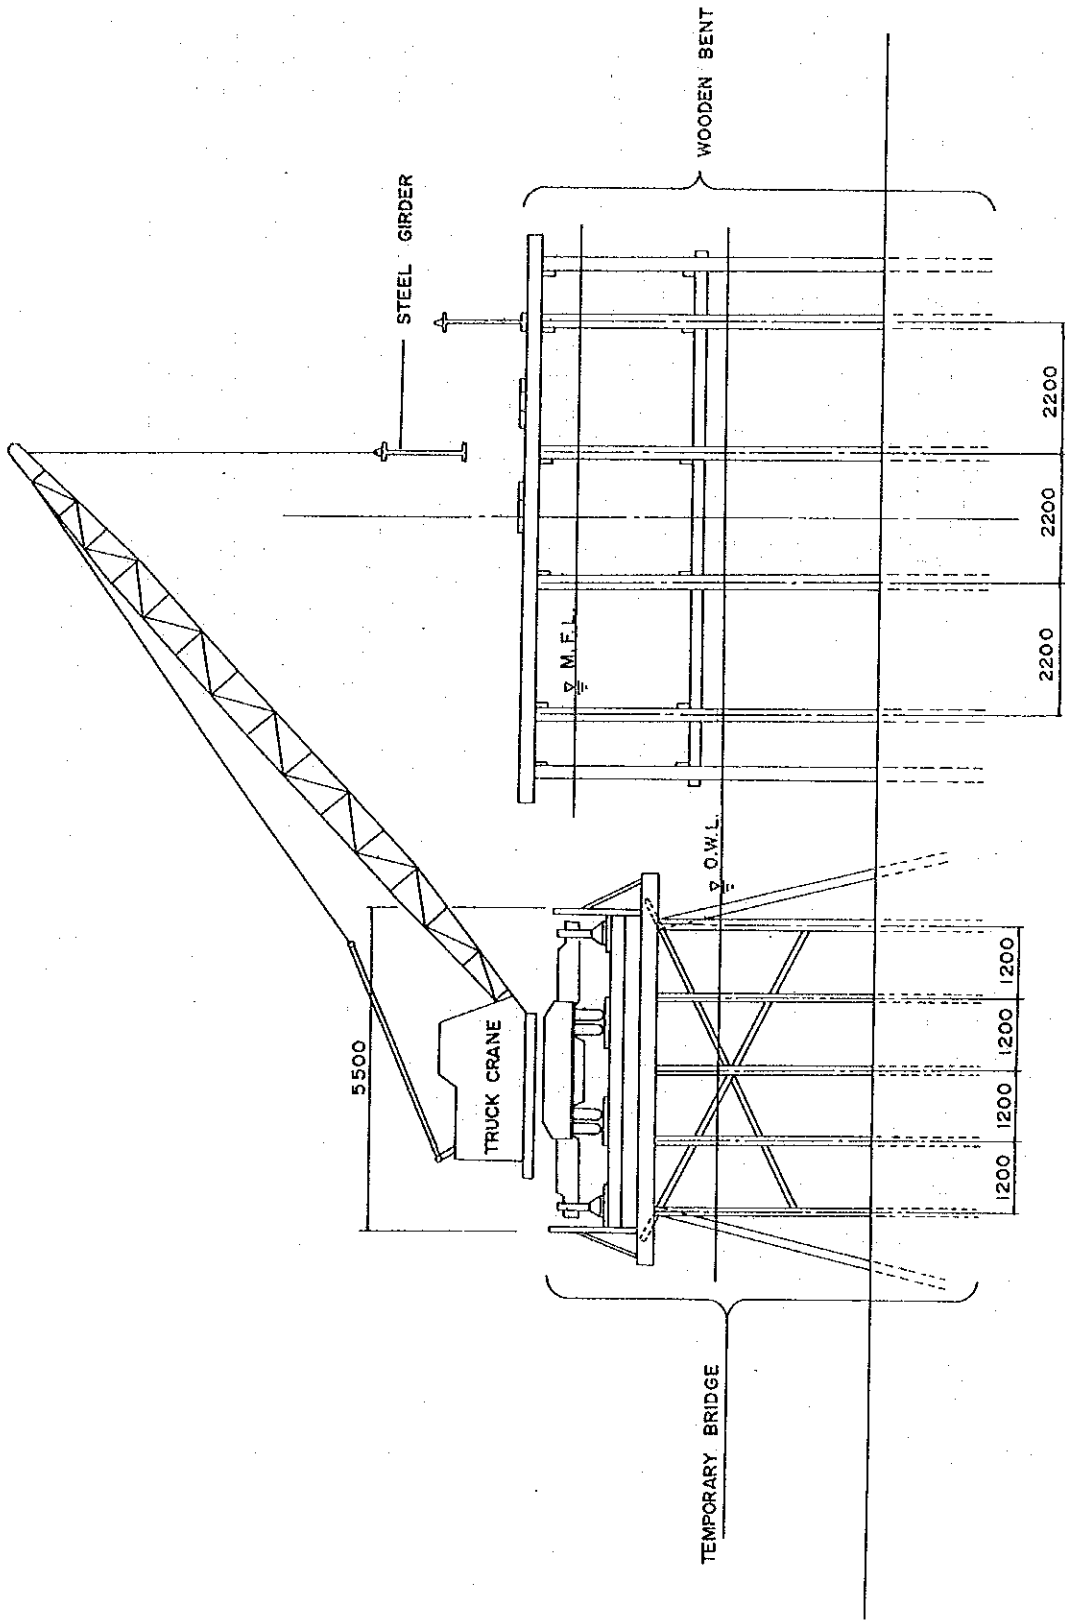 STEEL GIRDER
WOODEN BENT
5500
TRUCK CRANE
▽ M.F.L.
▽ O.W.L.
2200
2200
2200
1200
1200
1200
1200
TEMPORARY BRIDGE